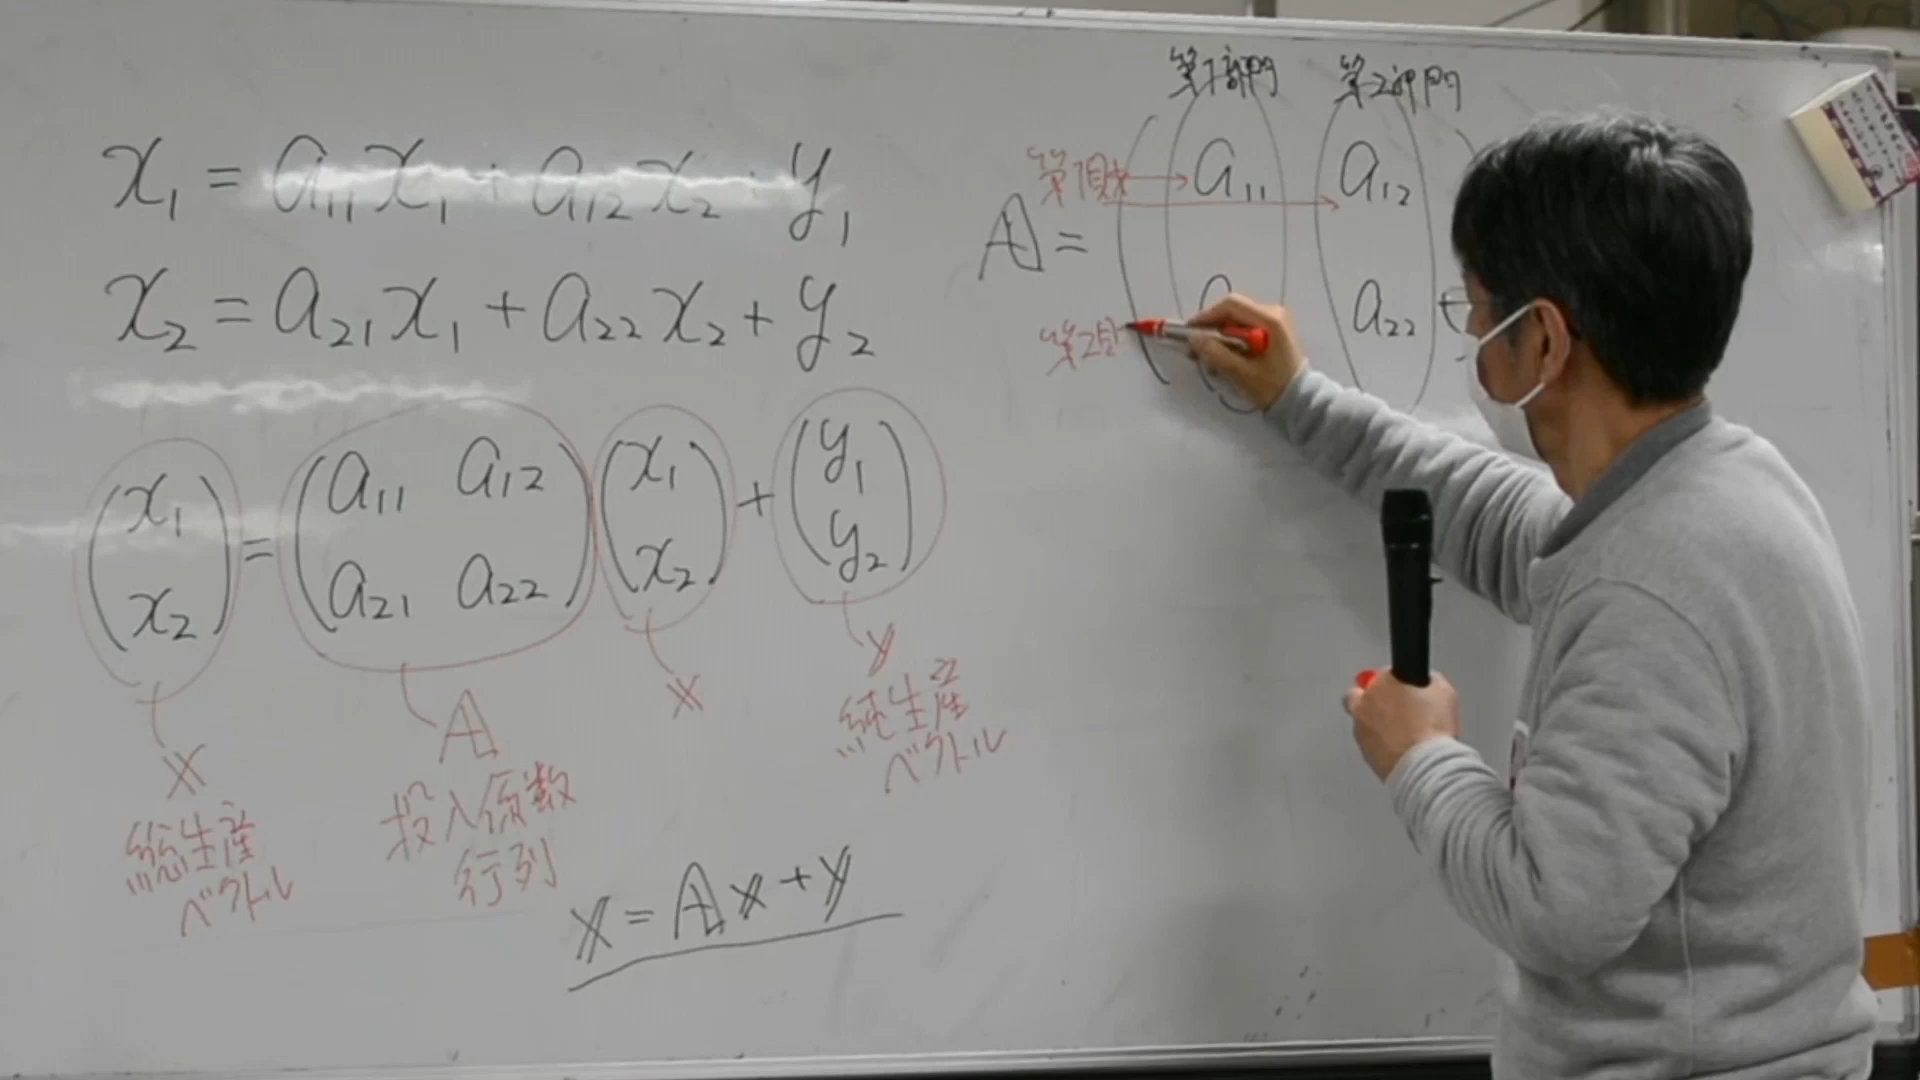 x₁ = a₁₁x₁ + a₁₂x₂ + y₁
x₂ = a₂₁x₁ + a₂₂x₂ + y₂
(x₁ x₂) = (a₁₁ a₁₂ a₂₁ a₂₂) (x₁ x₂) + (y₁ y₂)
x
総生産
ベクトル
A
投入係数
行列
x
y
純生産
ベクトル
x = Ax + y
第1部門 第2部門
第1財 a₁₁ a₁₂
A =
第2 a₂₂